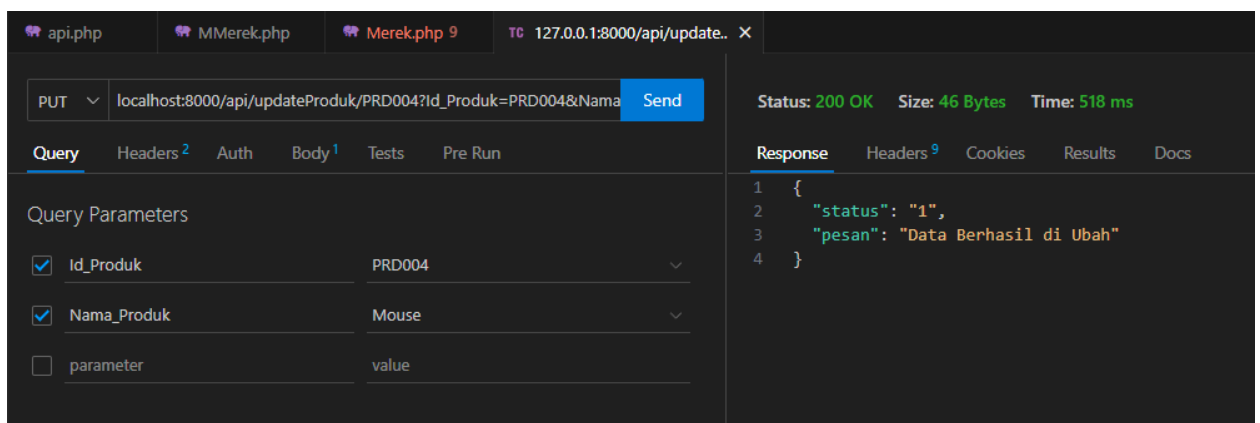 api.php MMerek.php Merek.php 9 TC 127.0.0.1:8000/api/update..
PUT localhost:8000/api/updateProduk/PRD004?Id_Produk=PRD004&Nama Send
Query Headers 2 Auth Body 1 Tests Pre Run
Query Parameters
Id_Produk PRD004
Nama_Produk Mouse
parameter value
Status: 200 OK Size: 46 Bytes Time: 518 ms
Response Headers 9 Cookies Results Docs
1 {
2 "status": "1",
3 "pesan": "Data Berhasil di Ubah"
4 }